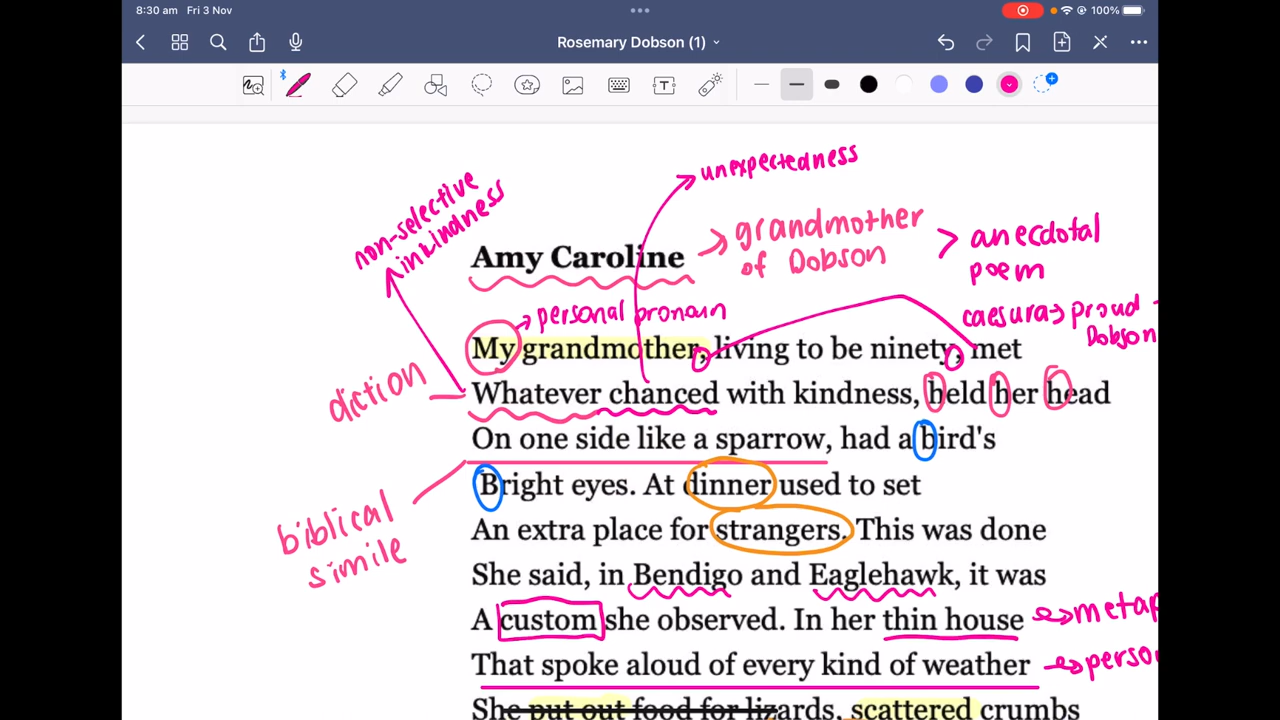 8:30 am Fri 3 Nov
100%
Rosemary Dobson (1)
unexpectedness
non-selective
in kindness
Amy Caroline
grandmother
of Dobson
anecdotal
poem
personal pronoun
caesura → proud
Dobson
My grandmother, living to be ninety, met
diction
Whatever chanced with kindness, held her head
On one side like a sparrow, had a bird's
Bright eyes. At dinner used to set
biblical
simile
An extra place for strangers. This was done
She said, in Bendigo and Eaglehawk, it was
A custom she observed. In her thin house
metap
That spoke aloud of every kind of weather
perso
She put out food for lizards, scattered crumbs